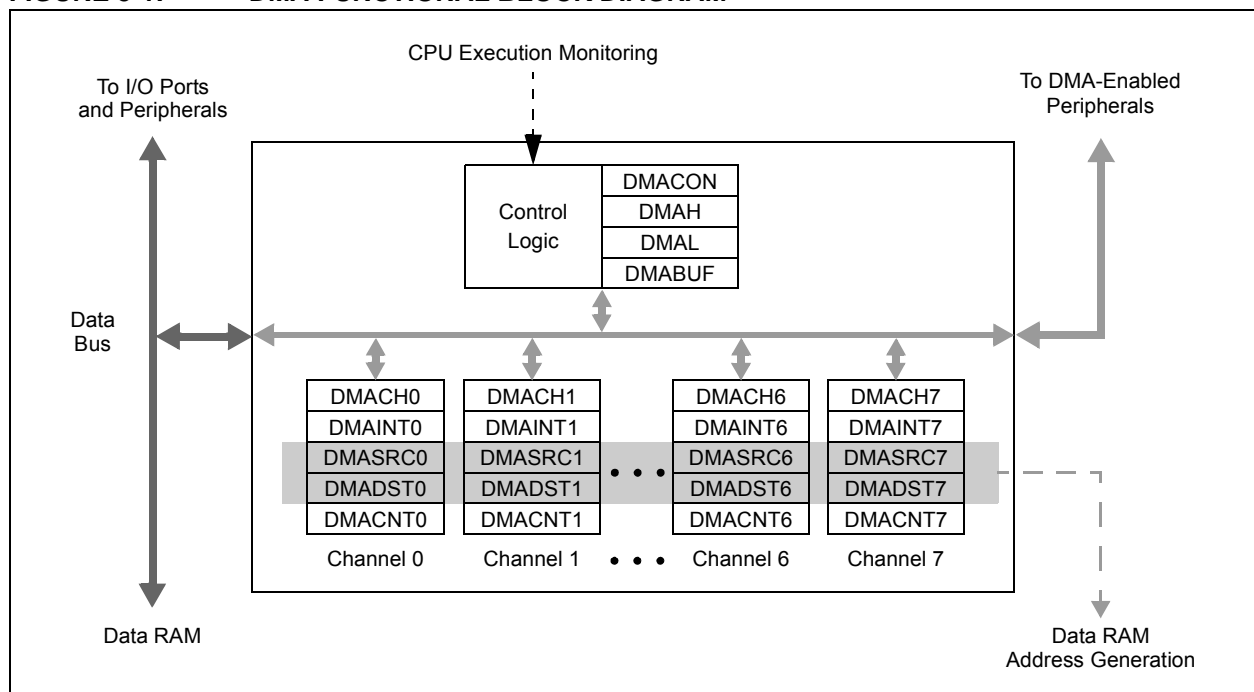 CPU Execution Monitoring
To I/O Ports
and Peripherals
To DMA-Enabled
Peripherals
Control
Logic
DMACON
DMAH
DMAL
DMABUF
Data
Bus
DMACH0
DMAINT0
DMASRC0
DMADST0
DMACNT0
Channel 0
DMACH1
DMAINT1
DMASRC1
DMADST1
DMACNT1
Channel 1
DMACH6
DMAINT6
DMASRC6
DMADST6
DMACNT6
Channel 6
DMACH7
DMAINT7
DMASRC7
DMADST7
DMACNT7
Channel 7
Data RAM
Data RAM
Address Generation